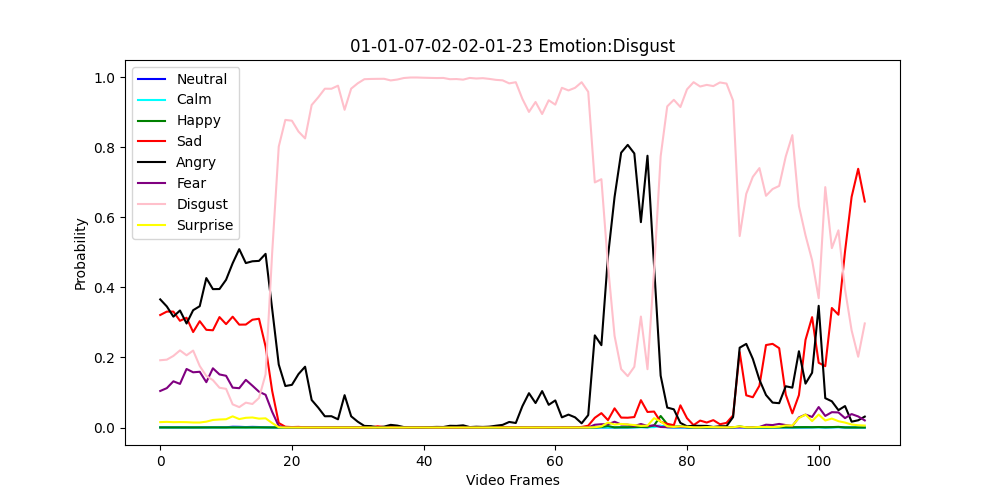 01-01-07-02-02-01-23 Emotion:Disgust
1.0
0.8
0.6
0.4
0.2
0.0
Probability
Neutral
Calm
Happy
Sad
Angry
Fear
Disgust
Surprise
0 20 40 60 80 100
Video Frames